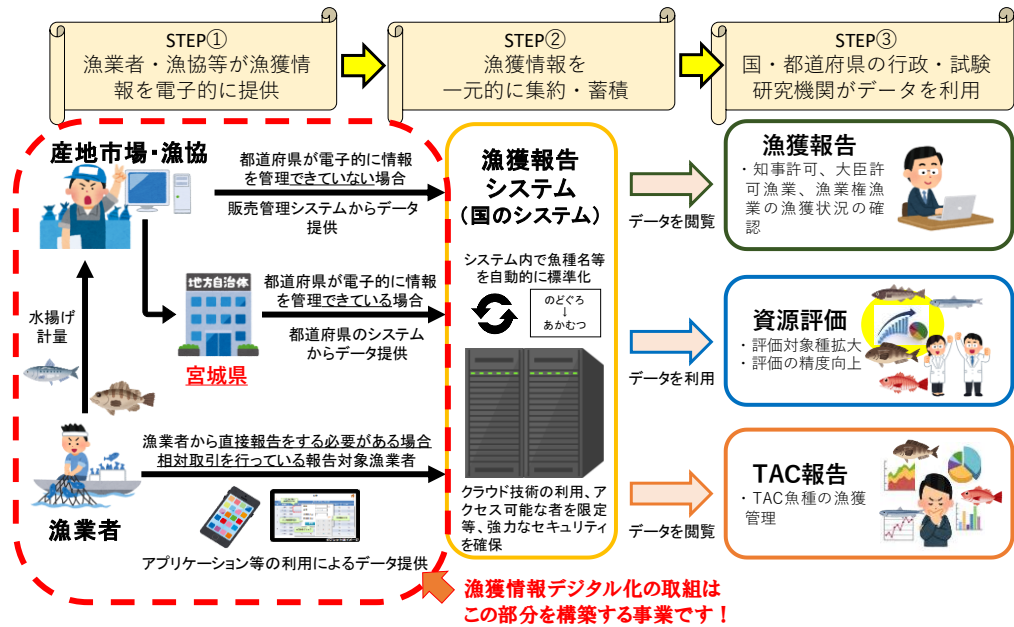 STEP①
漁業者・漁協等が漁獲情
報を電子的に提供
STEP②
漁獲情報を
一元的に集約・蓄積
STEP③
国・都道府県の行政・試験
研究機関がデータを利用
産地市場・漁協
都道府県が電子的に情報
を管理できていない場合
販売管理システムからデータ
提供
水揚げ
計量
地方自治体
宮城県
都道府県が電子的に情報
を管理できている場合
都道府県のシステム
からデータ提供
漁業者
漁業者から直接報告をする必要がある場合
相対取引を行っている報告対象漁業者
アプリケーション等の利用によるデータ提供
漁獲報告
システム
（国のシステム）
システム内で魚種名等
を自動的に標準化
のどぐろ
↓
あかむつ
クラウド技術の利用、ア
クセス可能な者を限定
等、強力なセキュリティ
を確保
データを閲覧
漁獲報告
・知事許可、大臣許
可漁業、漁業権漁
業の漁獲状況の確
認
データを利用
資源評価
・評価対象種拡大
・評価の精度向上
データを閲覧
TAC報告
・TAC魚種の漁獲
管理
漁獲情報デジタル化の取組は
この部分を構築する事業です！